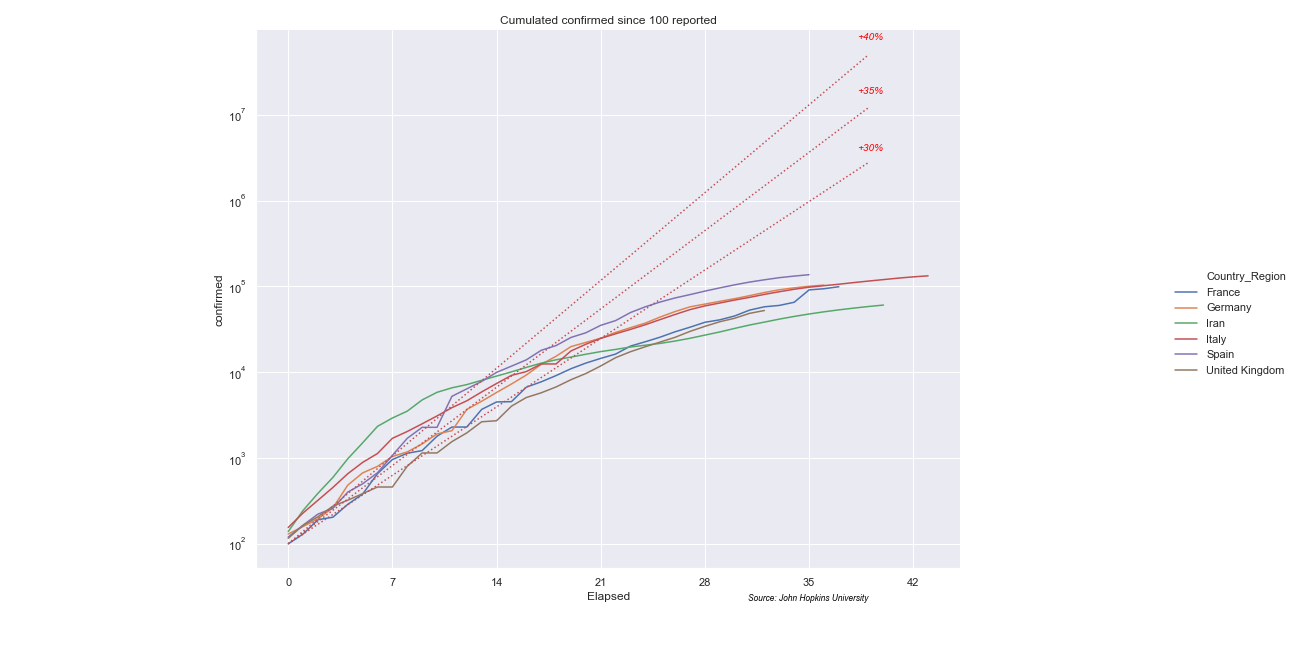 Cumulated confirmed since 100 reported
+40%
+35%
+30%
10^7
10^6
10^5
10^4
10^3
10^2
confirmed
0 7 14 21 28 35 42
Elapsed
Source: John Hopkins University
Country_Region
France
Germany
Iran
Italy
Spain
United Kingdom